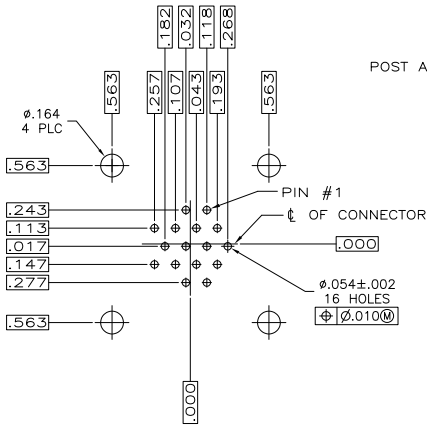 .182
.032
.118
.268
POST A
.563
.257
.107
.043
.193
.563
ø.164
4 PLC
.563
PIN #1
.243
℄ OF CONNECTOR
.113
.017
.000
.147
.277
ø.054±.002
16 HOLES
.563
⌖ Ø.010Ⓜ
.000